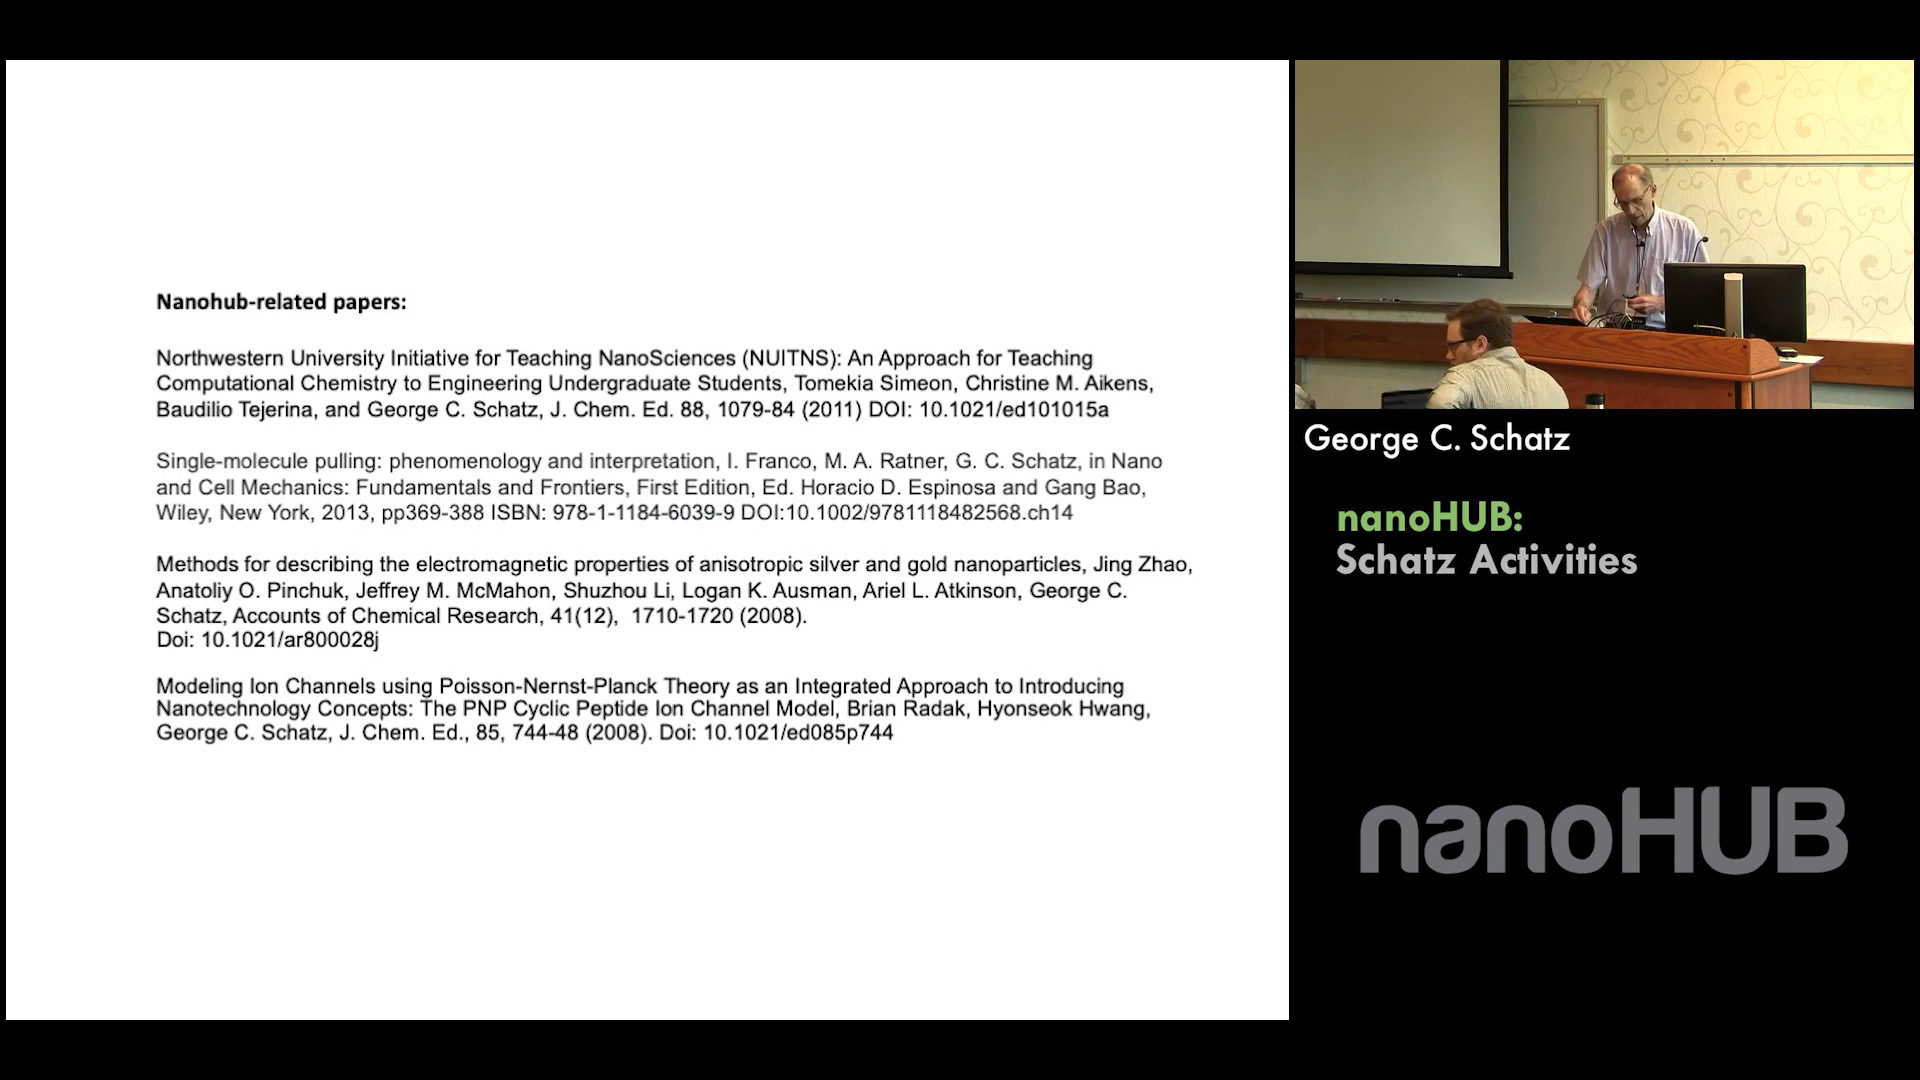 Nanohub-related papers:
Northwestern University Initiative for Teaching NanoSciences (NUITNS): An Approach for Teaching
Computational Chemistry to Engineering Undergraduate Students, Tomekia Simeon, Christine M. Aikens,
Baudilio Tejerina, and George C. Schatz, J. Chem. Ed. 88, 1079-84 (2011) DOI: 10.1021/ed101015a
Single-molecule pulling: phenomenology and interpretation, I. Franco, M. A. Ratner, G. C. Schatz, in Nano
and Cell Mechanics: Fundamentals and Frontiers, First Edition, Ed. Horacio D. Espinosa and Gang Bao,
Wiley, New York, 2013, pp369-388 ISBN: 978-1-1184-6039-9 DOI:10.1002/9781118482568.ch14
Methods for describing the electromagnetic properties of anisotropic silver and gold nanoparticles, Jing Zhao,
Anatoliy O. Pinchuk, Jeffrey M. McMahon, Shuzhou Li, Logan K. Ausman, Ariel L. Atkinson, George C.
Schatz, Accounts of Chemical Research, 41(12),  1710-1720 (2008).
Doi: 10.1021/ar800028j
Modeling Ion Channels using Poisson-Nernst-Planck Theory as an Integrated Approach to Introducing
Nanotechnology Concepts: The PNP Cyclic Peptide Ion Channel Model, Brian Radak, Hyonseok Hwang,
George C. Schatz, J. Chem. Ed., 85, 744-48 (2008). Doi: 10.1021/ed085p744
George C. Schatz
nanoHUB:
Schatz Activities
nanoHUB